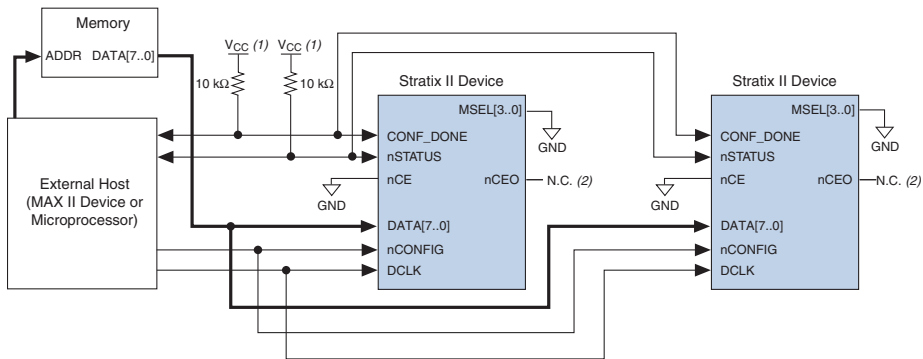 Memory
ADDR DATA[7..0]
VCC (1)
VCC (1)
10 kΩ
10 kΩ
Stratix II Device
Stratix II Device
MSEL[3..0]
GND
CONF_DONE
nSTATUS
nCE
nCEO
N.C. (2)
GND
DATA[7..0]
nCONFIG
DCLK
MSEL[3..0]
GND
CONF_DONE
nSTATUS
nCE
nCEO
N.C. (2)
GND
DATA[7..0]
nCONFIG
DCLK
External Host
(MAX II Device or
Microprocessor)